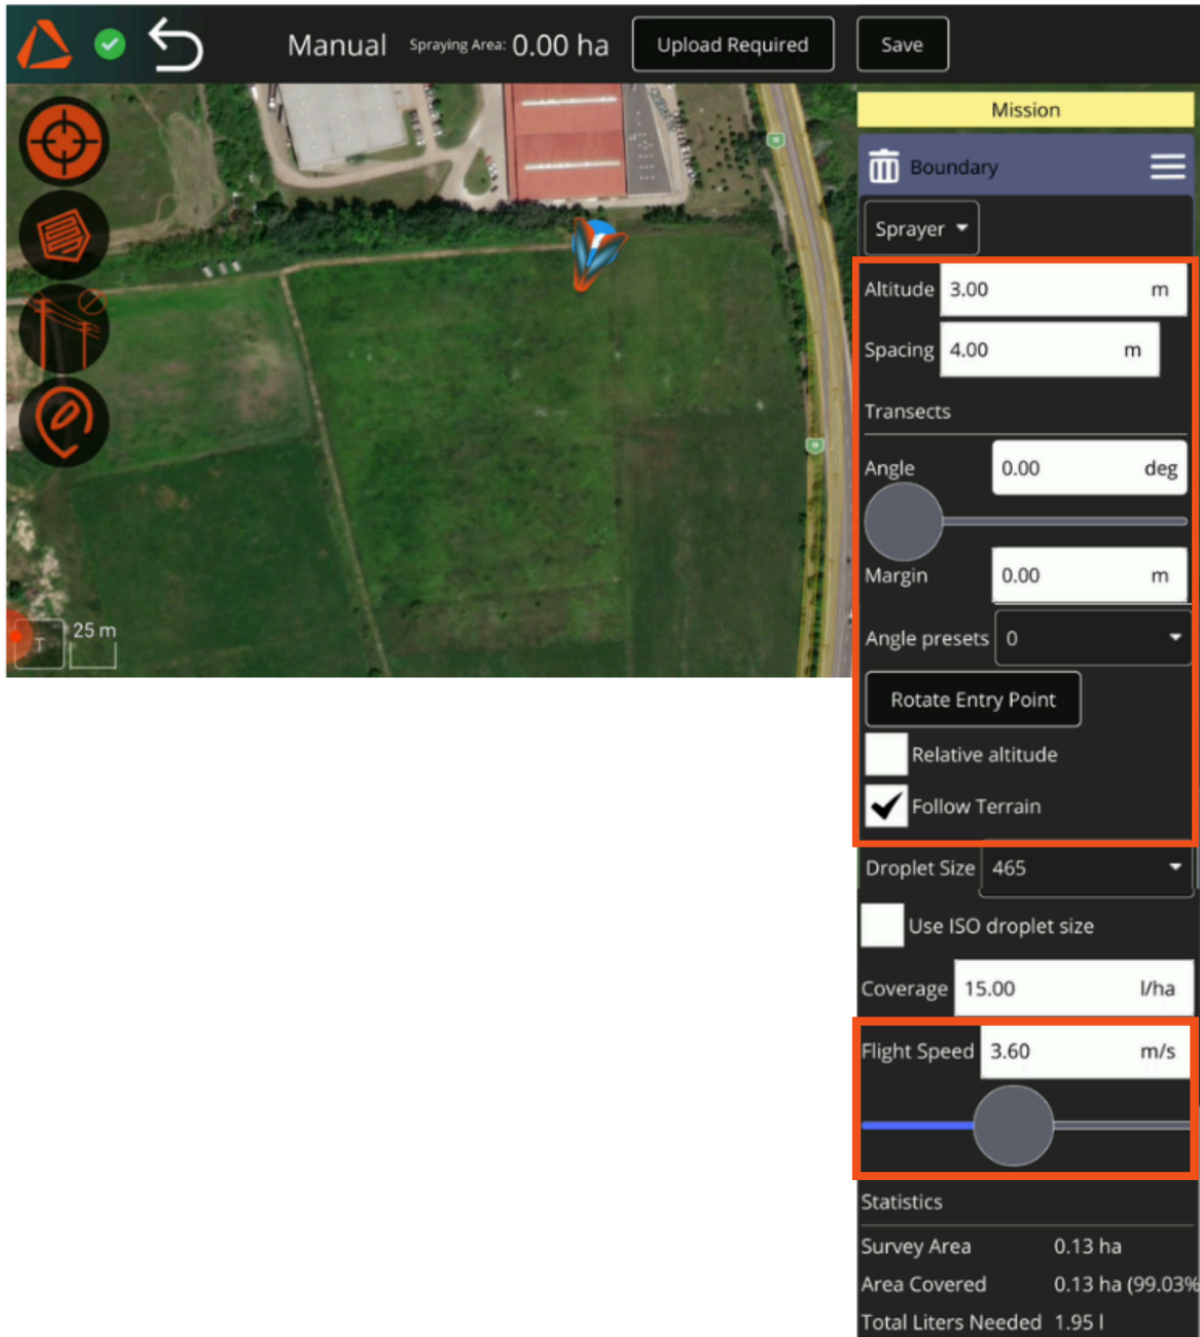 Manual Spraying Area: 0.00 ha Upload Required Save
Mission
Boundary
Sprayer
Altitude 3.00 m
Spacing 4.00 m
Transects
Angle 0.00 deg
Margin 0.00 m
Angle presets 0
Rotate Entry Point
Relative altitude
Follow Terrain
Droplet Size 465
Use ISO droplet size
Coverage 15.00 l/ha
Flight Speed 3.60 m/s
Statistics
Survey Area 0.13 ha
Area Covered 0.13 ha (99.03%
Total Liters Needed 1.95 l
T 25 m